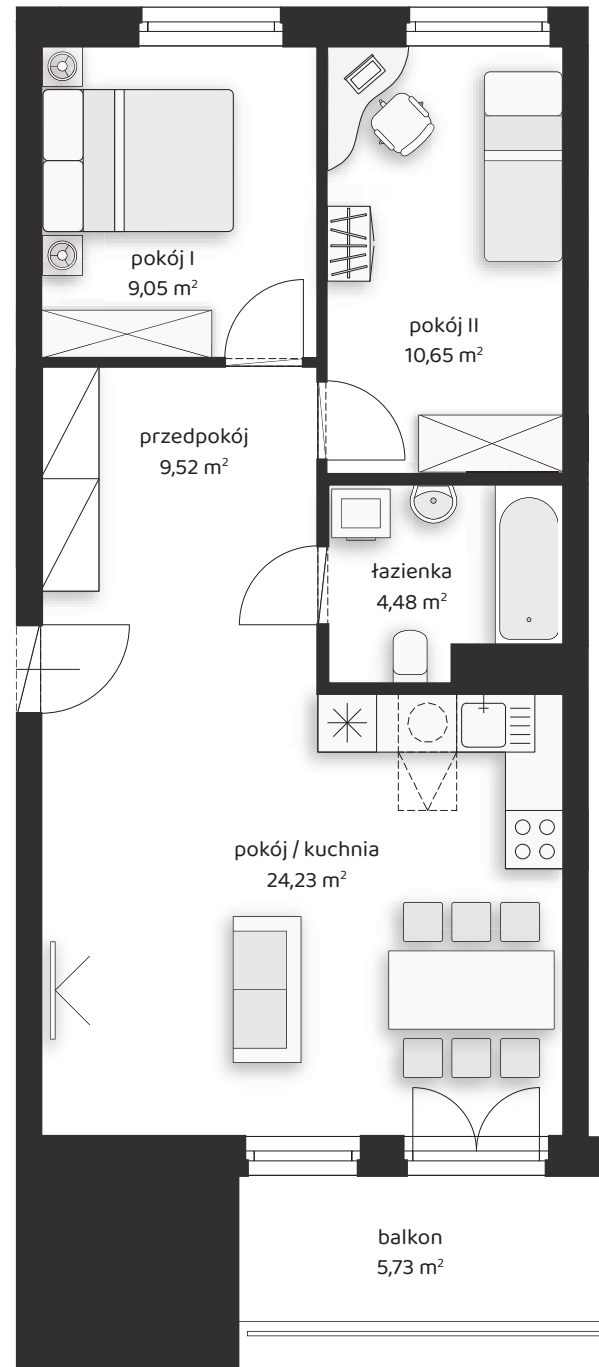 pokój I
9,05 m²
pokój II
10,65 m²
przedpokój
9,52 m²
łazienka
4,48 m²
pokój / kuchnia
24,23 m²
balkon
5,73 m²